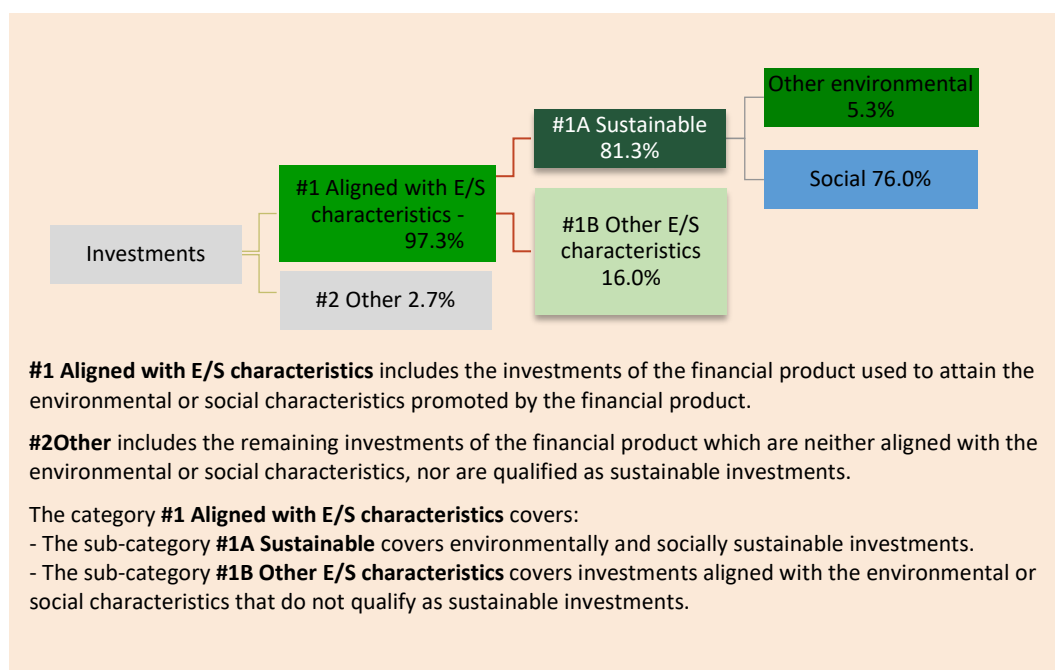 Other environmental
5.3%
#1A Sustainable
81.3%
Social 76.0%
#1 Aligned with E/S
characteristics -
97.3%
#1B Other E/S
characteristics
16.0%
Investments
#2 Other 2.7%
#1 Aligned with E/S characteristics includes the investments of the financial product used to attain the
environmental or social characteristics promoted by the financial product.
#2Other includes the remaining investments of the financial product which are neither aligned with the
environmental or social characteristics, nor are qualified as sustainable investments.
The category #1 Aligned with E/S characteristics covers:
- The sub-category #1A Sustainable covers environmentally and socially sustainable investments.
- The sub-category #1B Other E/S characteristics covers investments aligned with the environmental or
social characteristics that do not qualify as sustainable investments.